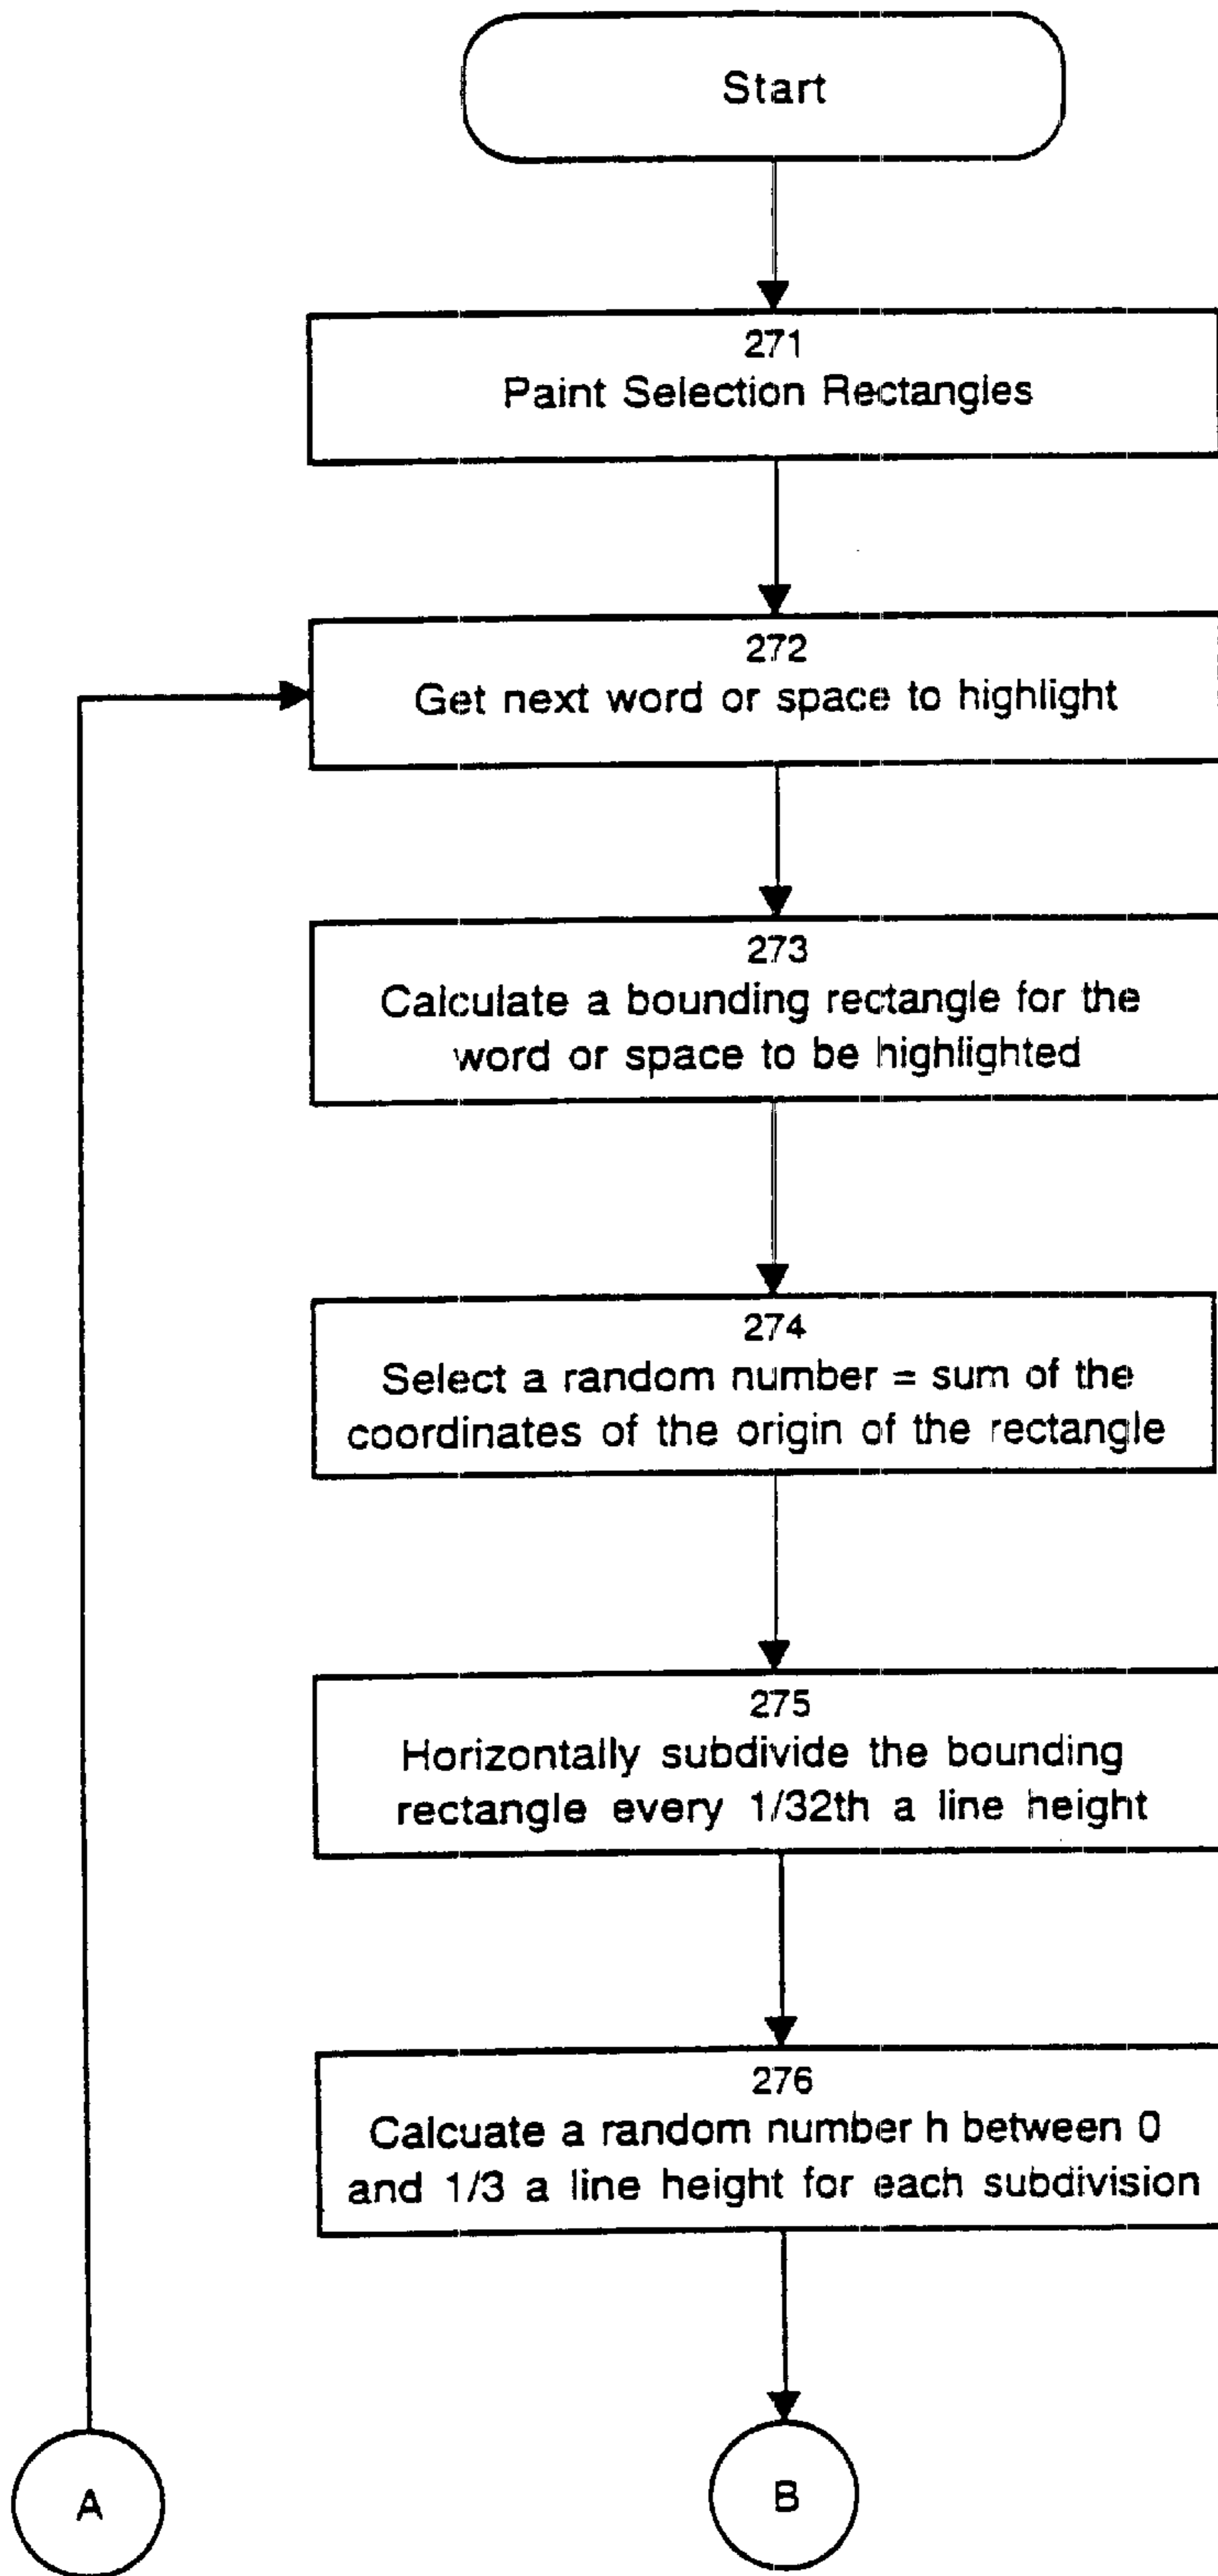 Start
271
Paint Selection Rectangles
272
Get next word or space to highlight
273
Calculate a bounding rectangle for the
word or space to be highlighted
274
Select a random number = sum of the
coordinates of the origin of the rectangle
275
Horizontally subdivide the bounding
rectangle every 1/32th a line height
276
Calcuate a random number h between 0
and 1/3 a line height for each subdivision
A
B